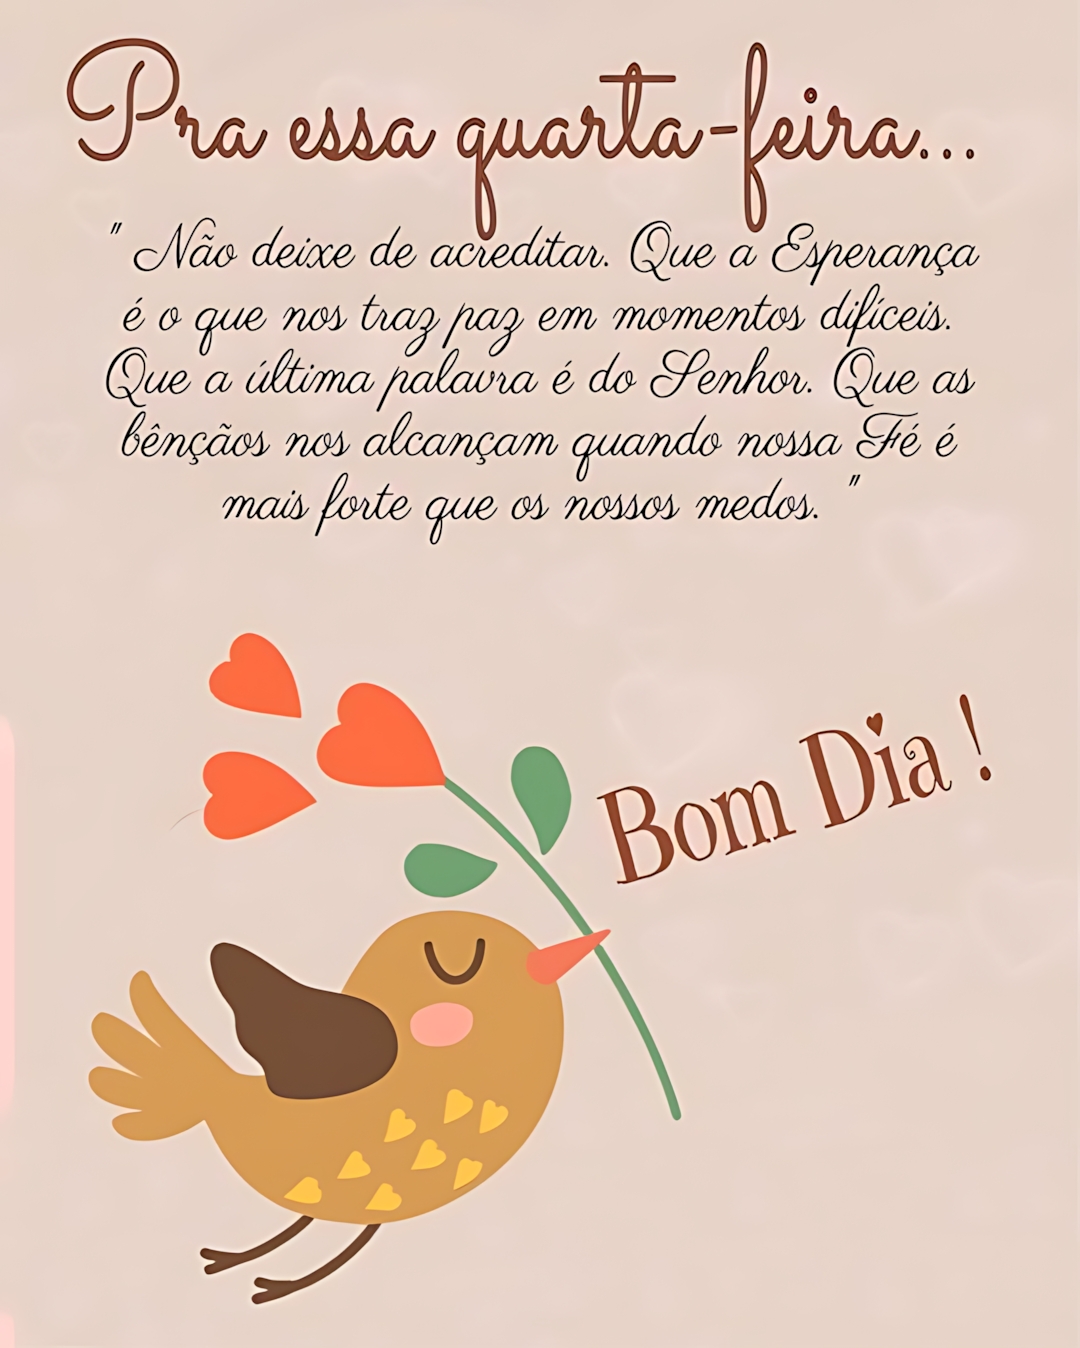 Pra essa quarta-feira...
" Não deixe de acreditar. Que a Esperança
é o que nos traz paz em momentos difíceis.
Que a última palavra é do Senhor. Que as
bênçãos nos alcançam quando nossa Fé é
mais forte que os nossos medos. "
Bom Dia !